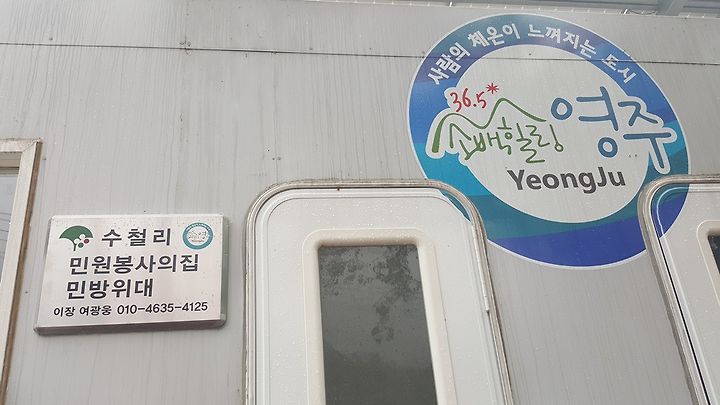 사람의 체온이 느껴지는 도시
36.5
소백힐링
영주
YeongJu
수철리
민원봉사의집
민방위대
이장 여광웅 010-4635-4125